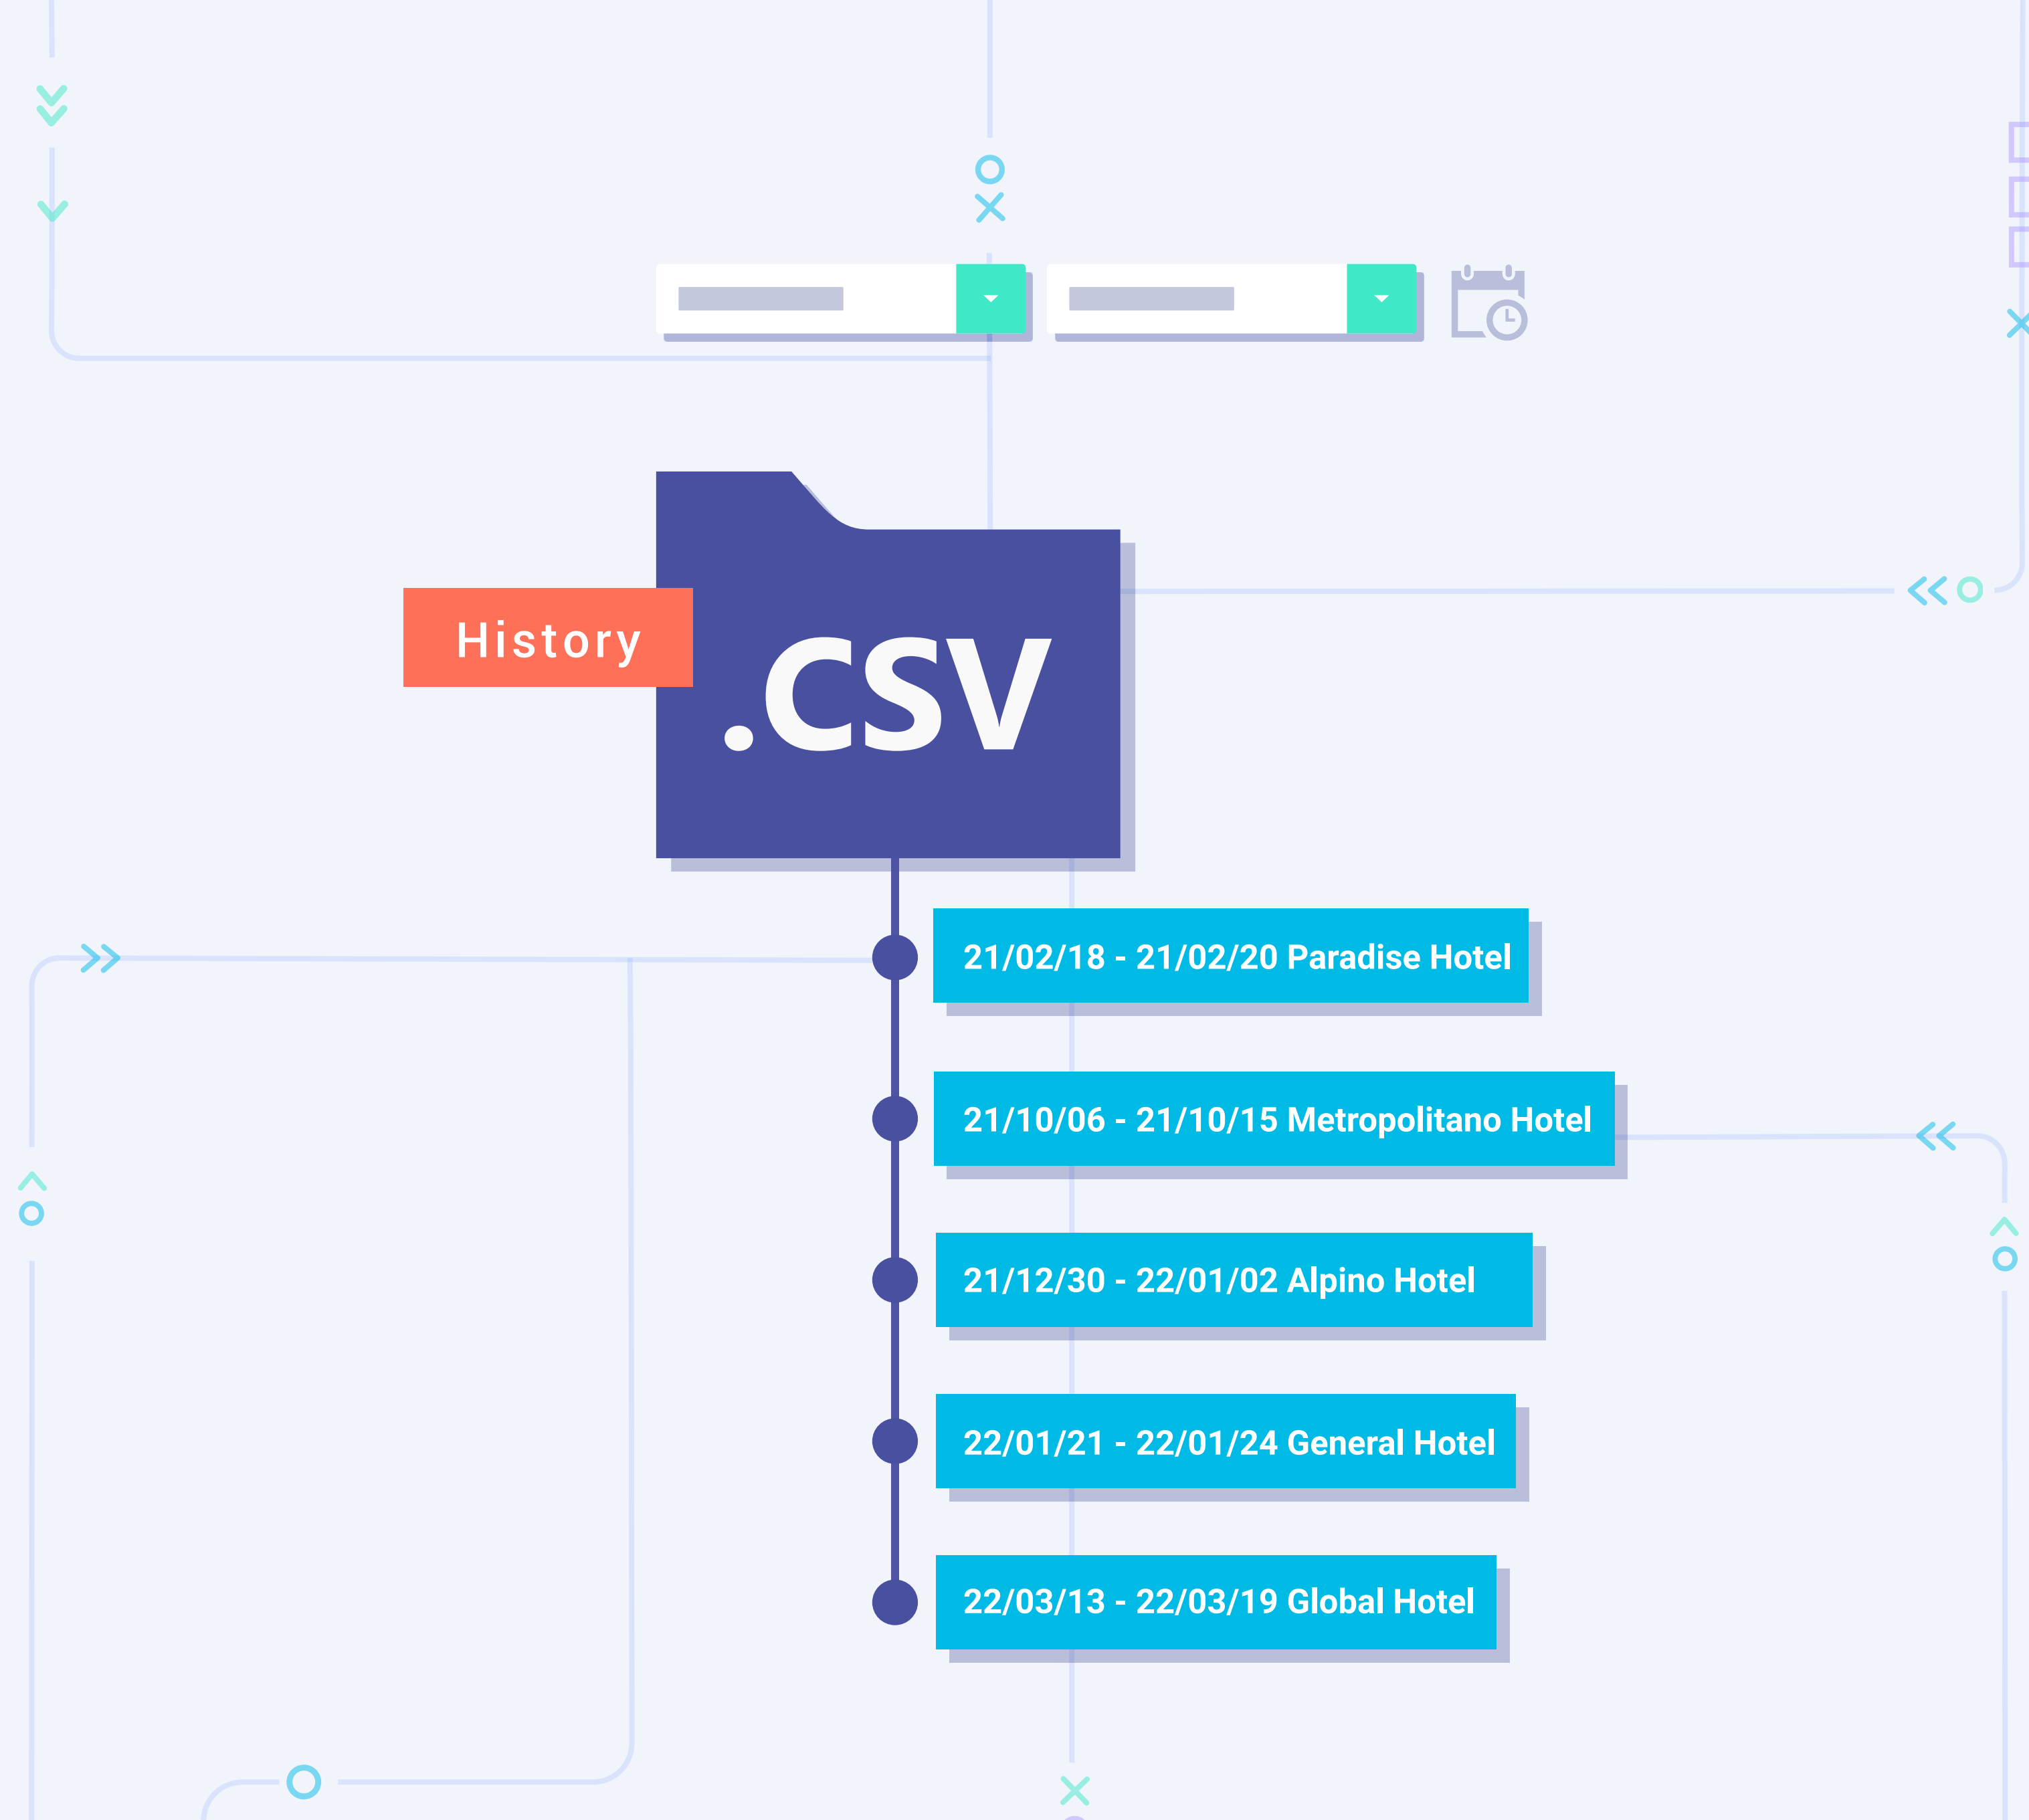 History
.CSV
21/02/18 - 21/02/20 Paradise Hotel
21/10/06 - 21/10/15 Metropolitano Hotel
21/12/30 - 22/01/02 Alpino Hotel
22/01/21 - 22/01/24 General Hotel
22/03/13 - 22/03/19 Global Hotel